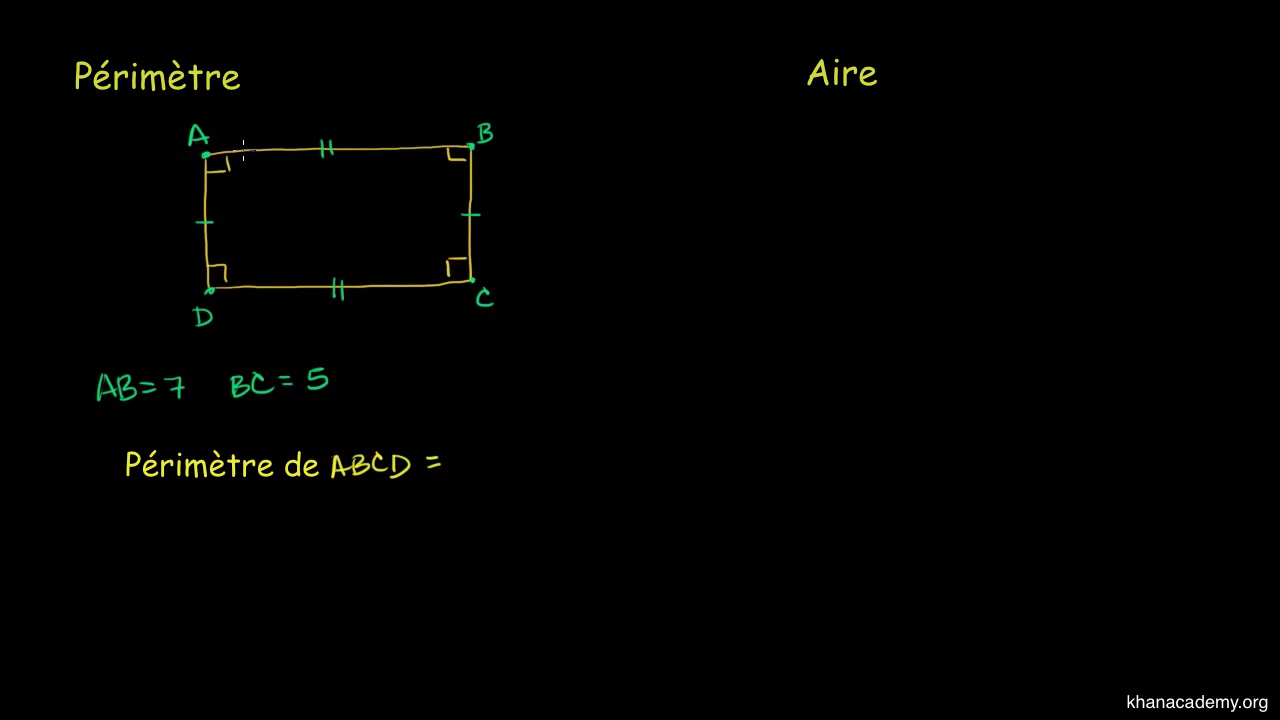 Périmètre
Aire
A
B
D
C
AB=7 BC=5
Périmètre de ABCD =
khanacademy.org